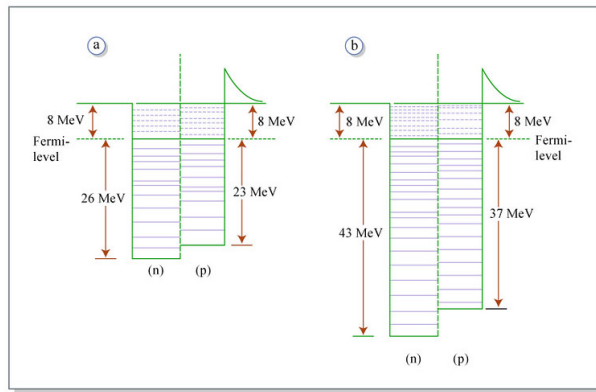 a
8 MeV
8 MeV
Fermi-
level
26 MeV
23 MeV
(n)
(p)
b
8 MeV
8 MeV
Fermi-
level
43 MeV
37 MeV
(n)
(p)